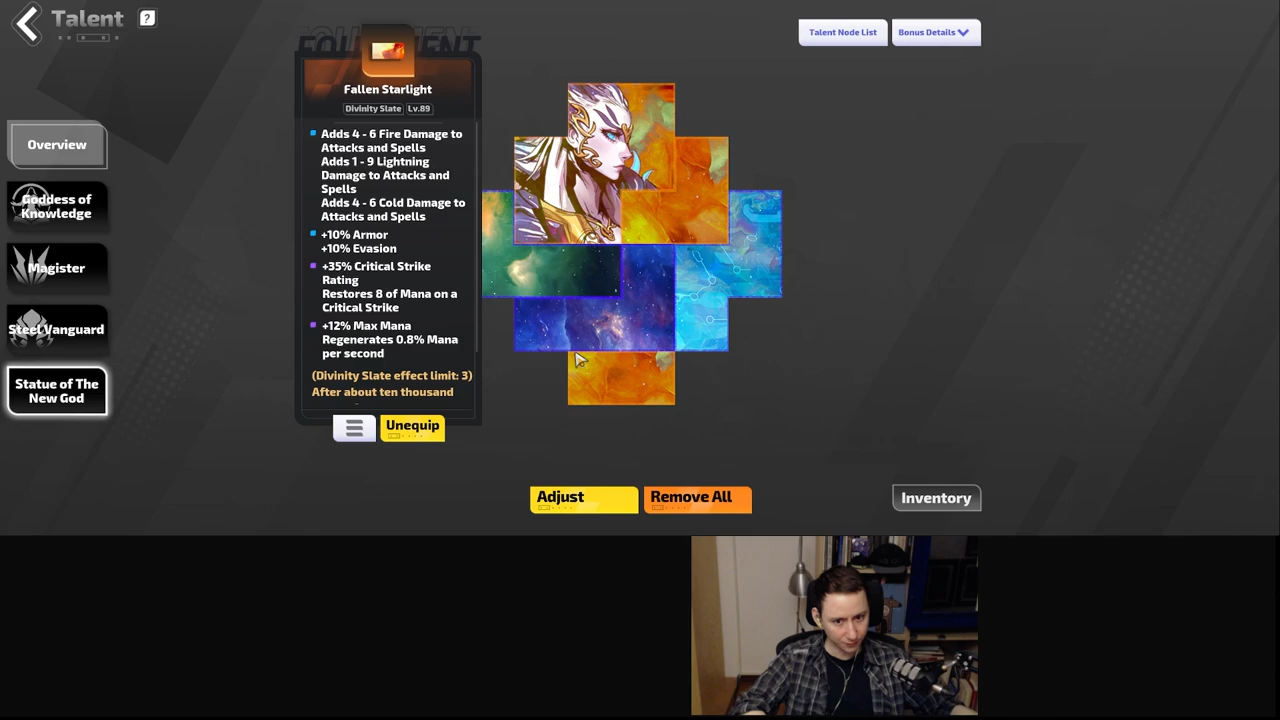 Talent
?
EQUIPMENT
Talent Node List
Bonus Details
Fallen Starlight
Divinity Slate
Lv.89
Overview
Goddess of
Knowledge
Magister
Steel Vanguard
Statue of The
New God
Adds 4 - 6 Fire Damage to
Attacks and Spells
Adds 1 - 9 Lightning
Damage to Attacks and
Spells
Adds 4 - 6 Cold Damage to
Attacks and Spells
+10% Armor
+10% Evasion
+35% Critical Strike
Rating
Restores 8 of Mana on a
Critical Strike
+12% Max Mana
Regenerates 0.8% Mana
per second
(Divinity Slate effect limit: 3)
After about ten thousand
Unequip
Adjust
Remove All
Inventory